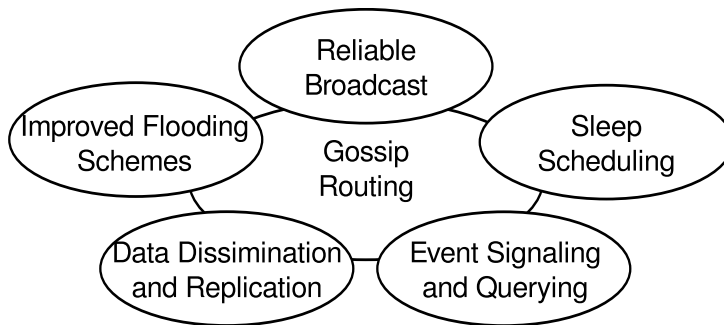 Reliable
Broadcast
Improved Flooding
Schemes
Sleep
Scheduling
Gossip
Routing
Data Dissimination
and Replication
Event Signaling
and Querying